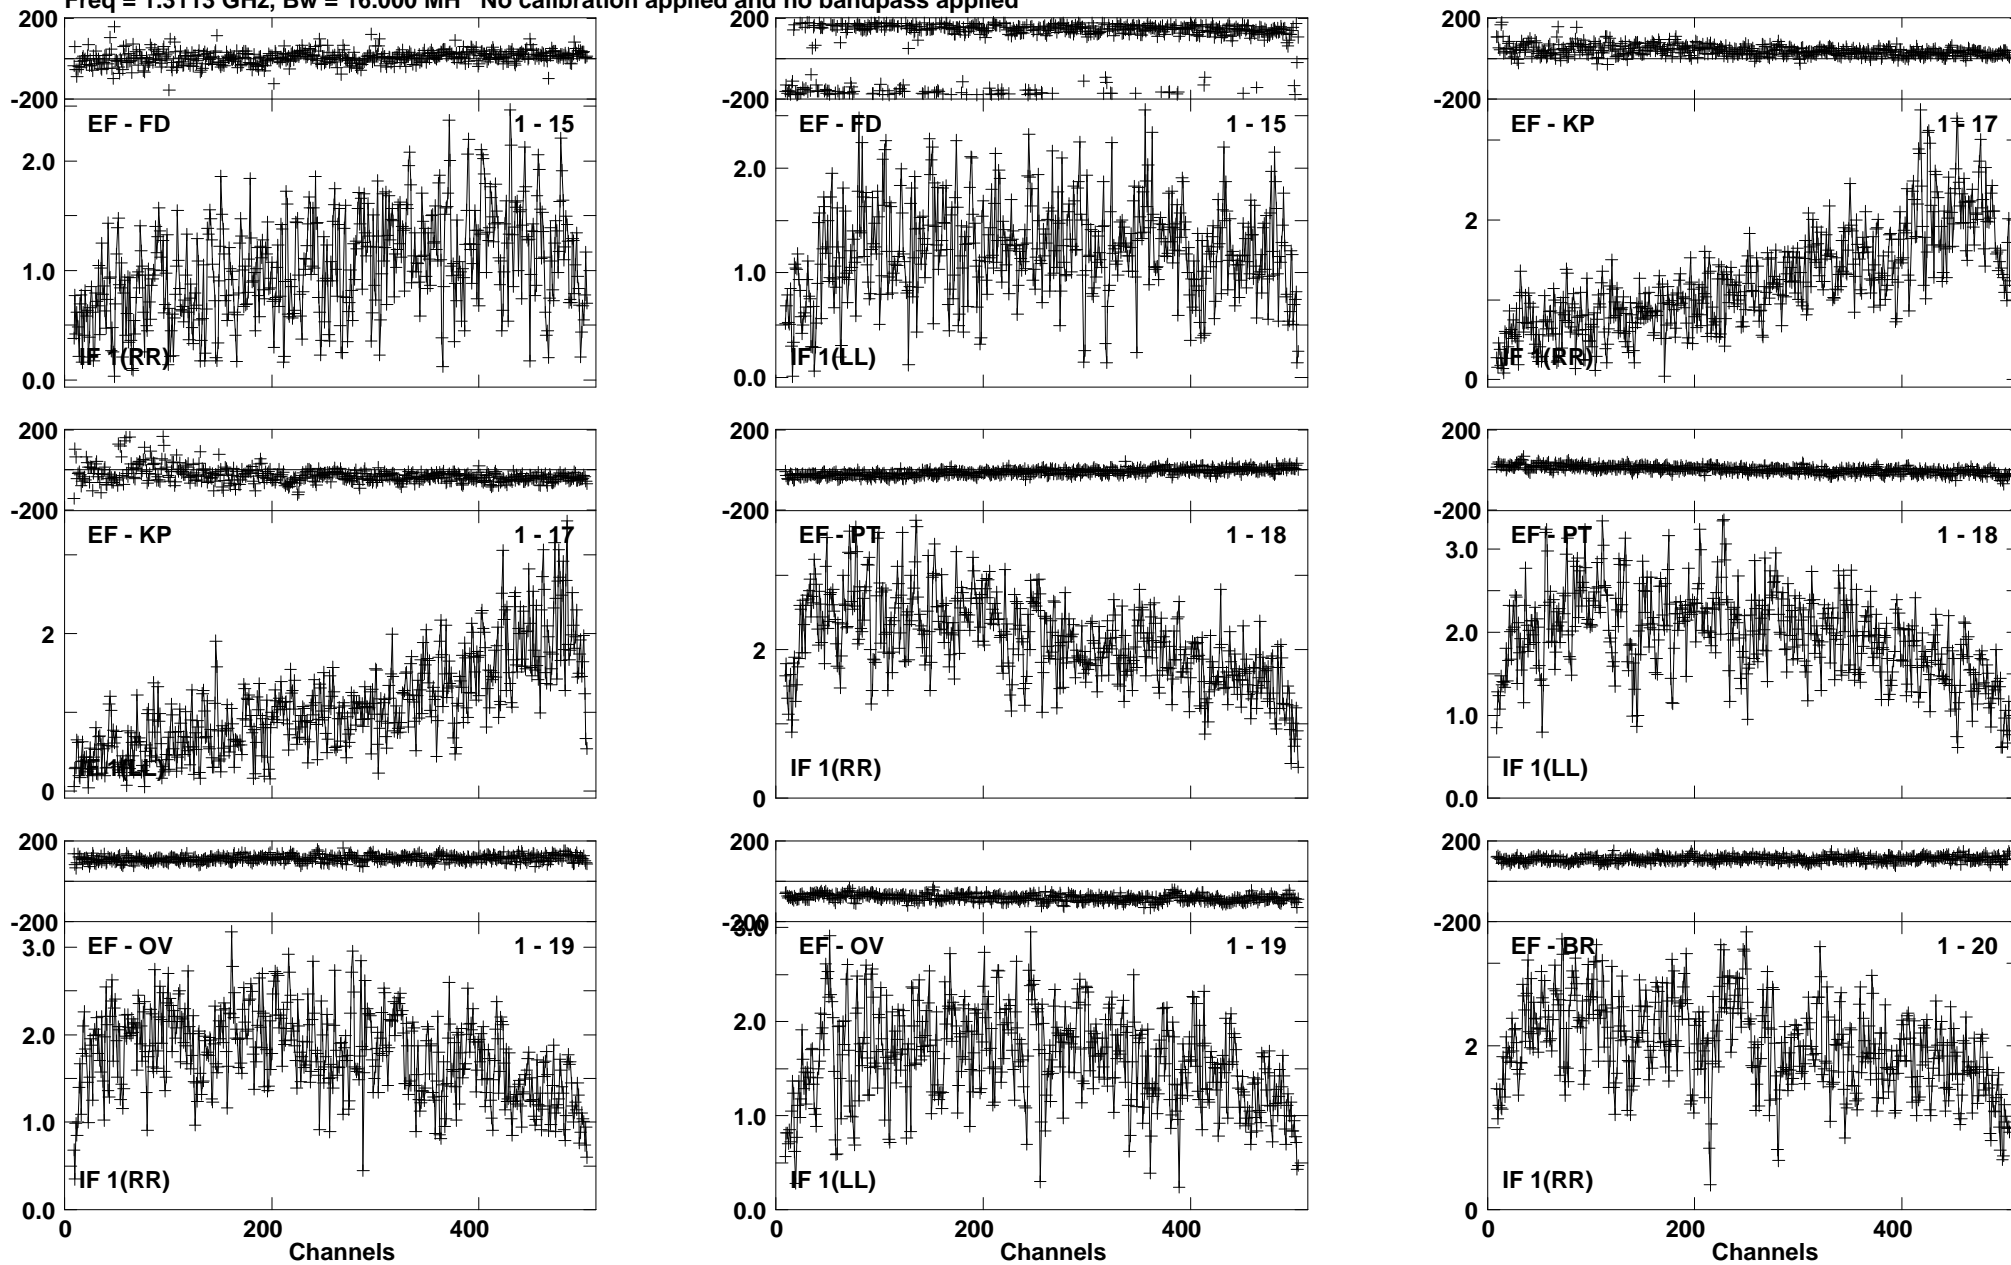 Freq = 1.3113 GHz, Bw = 16.000 MH No calibration applied and no bandpass applied
200 200 200
-200 -200 -200
EF - FD 1 - 15 EF - FD 1 - 15 EF - KP 1 - 17
2.0 2.0 2
1.0 1.0
IF 1(RR) IF 1(LL) IF 1(RR)
0.0 0.0 0
200 200 200
-200 -200 -200
EF - KP 1 - 17 EF - PT 1 - 18 EF - PT 1 - 18
3.0
2 2 2.0
1.0
IF 1(LL) IF 1(RR) IF 1(LL)
0 0 0.0
200 200 200
-200 -200 -200
3.0 EF - OV 1 - 19 3.0 EF - OV 1 - 19 EF - BR 1 - 20
2.0 2.0 2
1.0 1.0
IF 1(RR) IF 1(LL) IF 1(RR)
0.0 0.0 0
0 200 400 0 200 400 0 200 400
Channels Channels